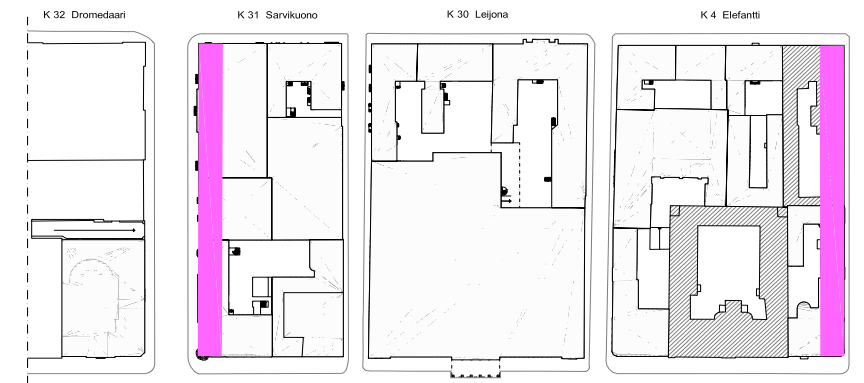 K 32 Dromedaari
K 31 Sarvikuono
K 30 Leijona
K 4 Elefantti